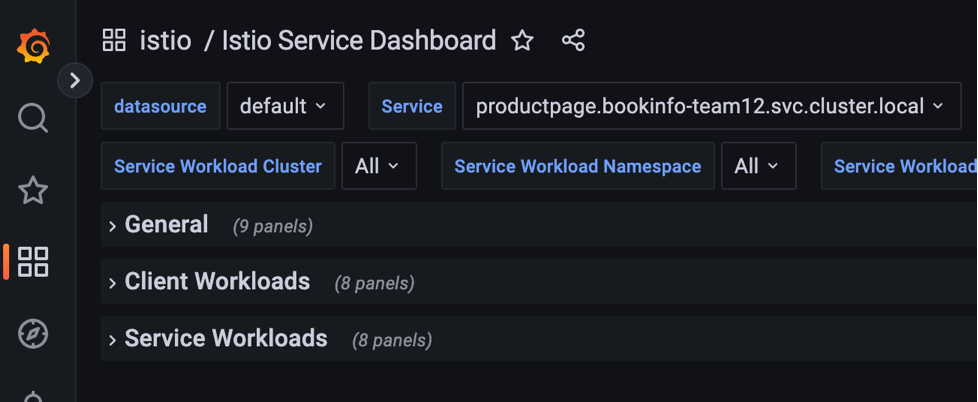 istio / Istio Service Dashboard
datasource default Service productpage.bookinfo-team12.svc.cluster.local
Service Workload Cluster All Service Workload Namespace All Service Workload
General (9 panels)
Client Workloads (8 panels)
Service Workloads (8 panels)